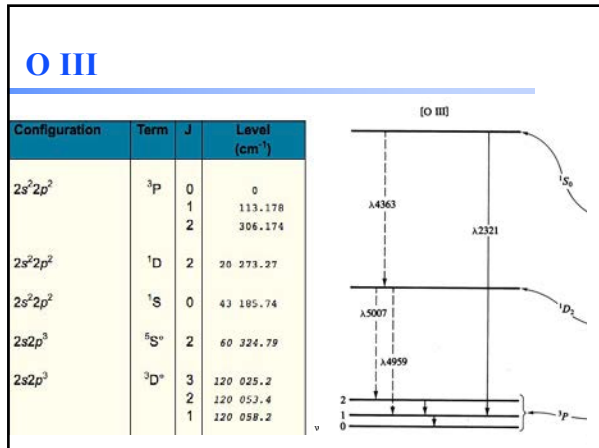 O III
Configuration Term J Level
(cm⁻¹)
2s²2p² ³P 0 0
1 113.178
2 306.174
2s²2p² ¹D 2 20 273.27
2s²2p² ¹S 0 43 185.74
2s2p³ ⁵S° 2 60 324.79
2s2p³ ³D° 3 120 025.2
2 120 053.4
1 120 058.2
[O III]
¹S₀
λ4363
λ2321
¹D₂
λ5007
λ4959
2
1
0
³P
ν